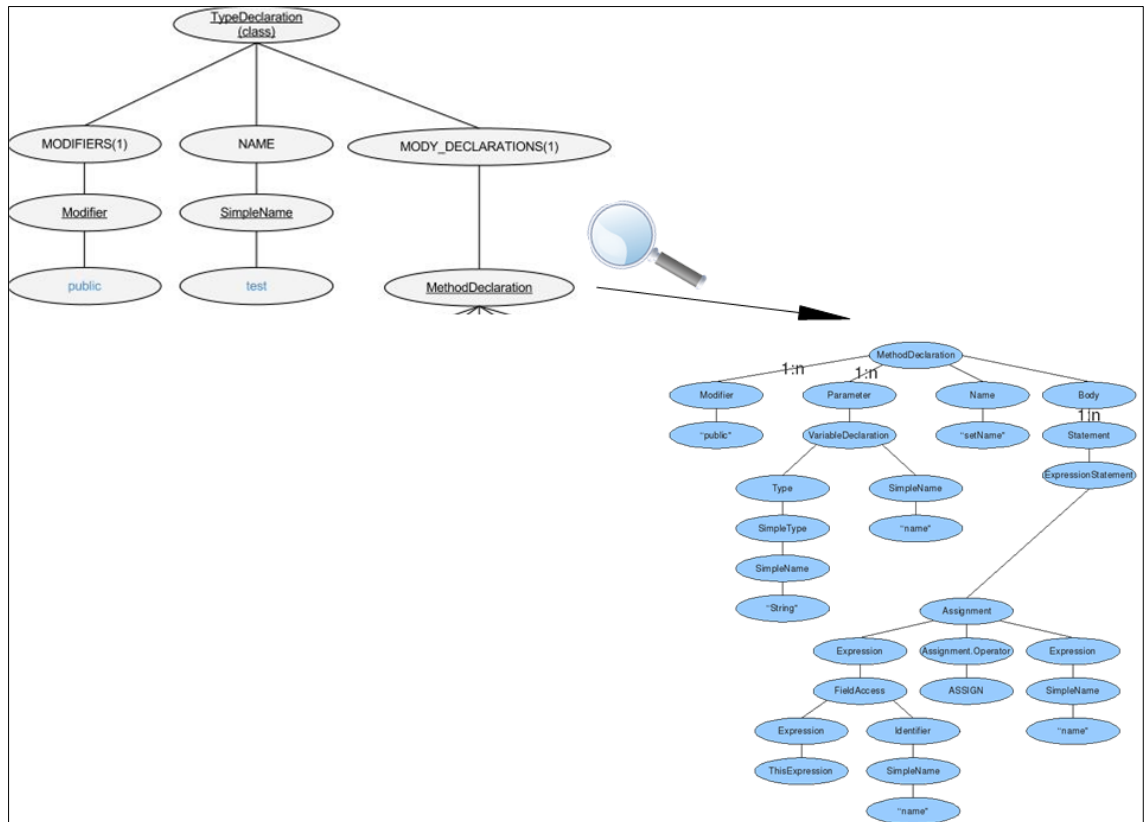 TypeDeclaration
(class)
MODIFIERS(1)
NAME
MODY_DECLARATIONS(1)
Modifier
SimpleName
public
test
MethodDeclaration
MethodDeclaration
1:n
1:n
Modifier
Parameter
Name
Body
1:n
"public"
VariableDeclaration
"setName"
Statement
ExpressionStatement
Type
SimpleName
SimpleType
"name"
SimpleName
"String"
Assignment
Expression
Assignment.Operator
Expression
FieldAccess
ASSIGN
SimpleName
Expression
Identifier
"name"
ThisExpression
SimpleName
"name"